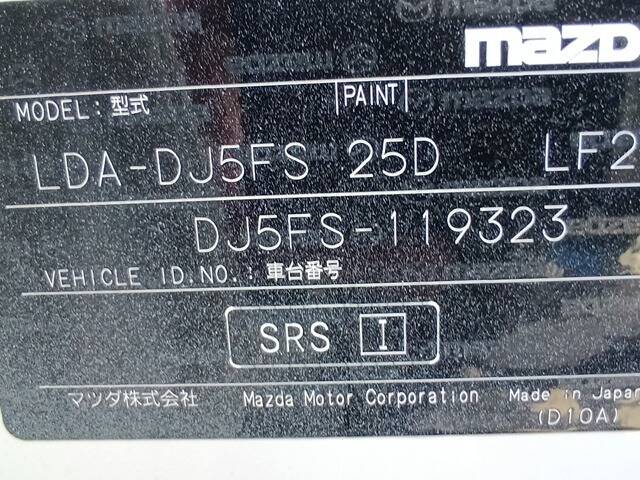 mazd
MODEL:型式 PAINT
LDA-DJ5FS 25D LF2
DJ5FS-119323
VEHICLE ID.NO.:車台番号
SRS I
マツダ株式会社 Mazda Motor Corporation Made in Japan
(D10A)